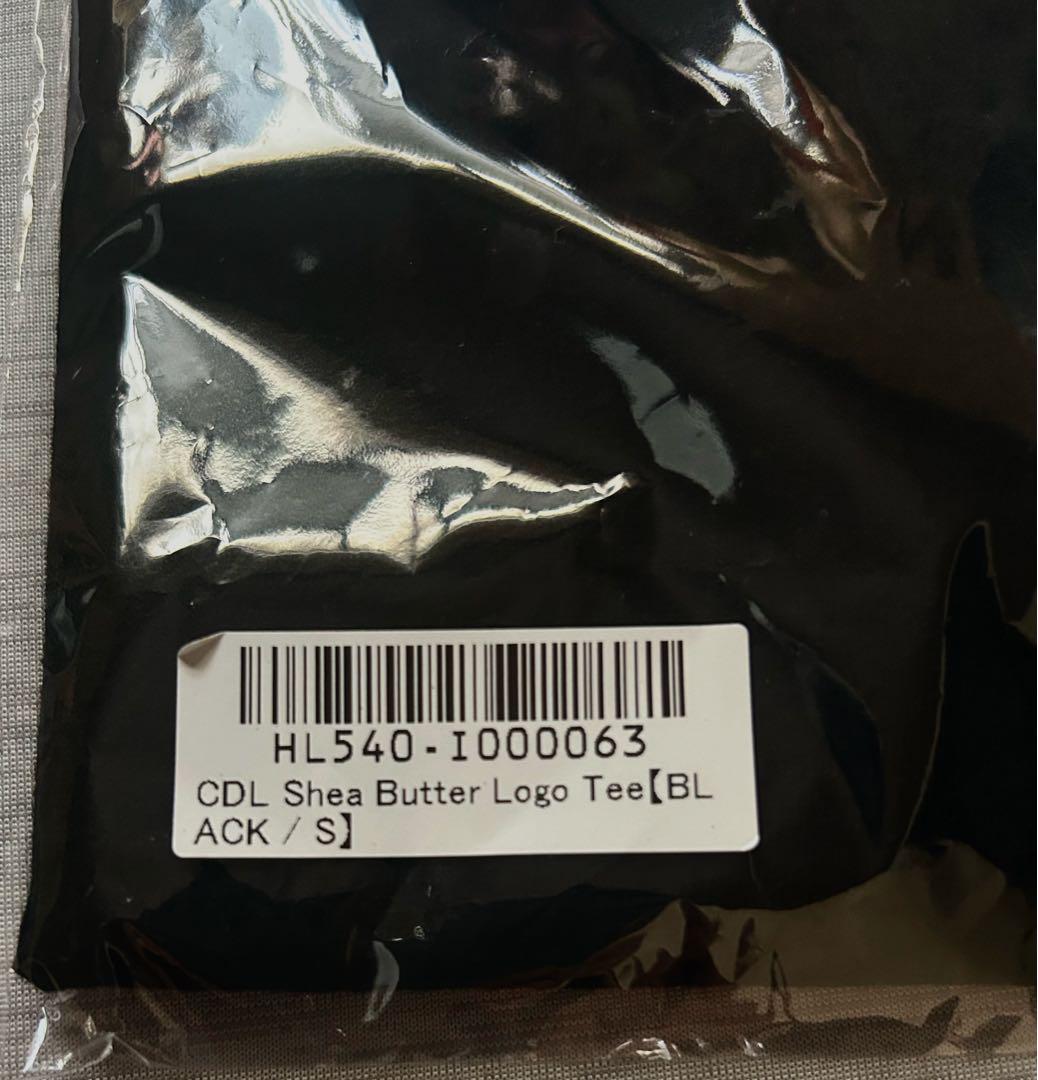 HL540-I000063
CDL Shea Butter Logo Tee【BL
ACK / S】